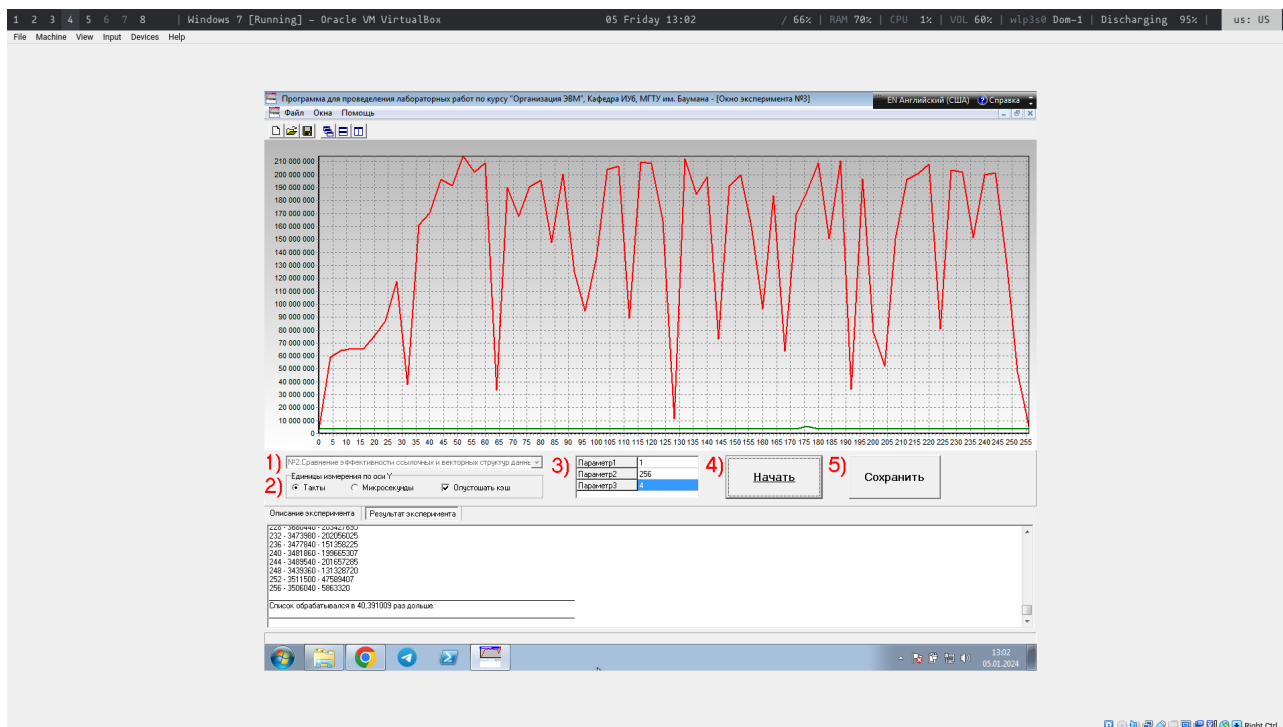 1 2 3 4 5 6 7 8 | Windows 7 [Running] - Oracle VM VirtualBox 05 Friday 13:02 / 66% | RAM 70% | CPU 1% | VOL 60% | wlp3s0 Dom-1 | Discharging 95% | us: US
File Machine View Input Devices Help
Программа для проведения лабораторных работ по курсу "Организация ЭВМ", Кафедра ИУ6, МГТУ им. Баумана - [Окно эксперимента №3] EN Английский (США) Справка
Файл Окна Помощь
210 000 000
200 000 000
190 000 000
180 000 000
170 000 000
160 000 000
150 000 000
140 000 000
130 000 000
120 000 000
110 000 000
100 000 000
90 000 000
80 000 000
70 000 000
60 000 000
50 000 000
40 000 000
30 000 000
20 000 000
10 000 000
0
0 5 10 15 20 25 30 35 40 45 50 55 60 65 70 75 80 85 90 95 100 105 110 115 120 125 130 135 140 145 150 155 160 165 170 175 180 185 190 195 200 205 210 215 220 225 230 235 240 245 250 255
1) №2:Сравнение эффективности ссылочных и векторных структур данны
2) Единицы измерения по оси Y
Такты Микросекунды Опустошать кэш
3) Параметр1 1
Параметр2 256
Параметр3 4
4) Начать
5) Сохранить
Описание эксперимента Результат эксперимента
232 - 3473980 - 202056025
236 - 3477840 - 151358225
240 - 3481860 - 199665307
244 - 3489540 - 201657285
248 - 3439360 - 131328720
252 - 3511500 - 47589407
256 - 3506040 - 5863320
Список обрабатывался в 40,391009 раз дольше.
13:02
05.01.2024
Right Ctrl